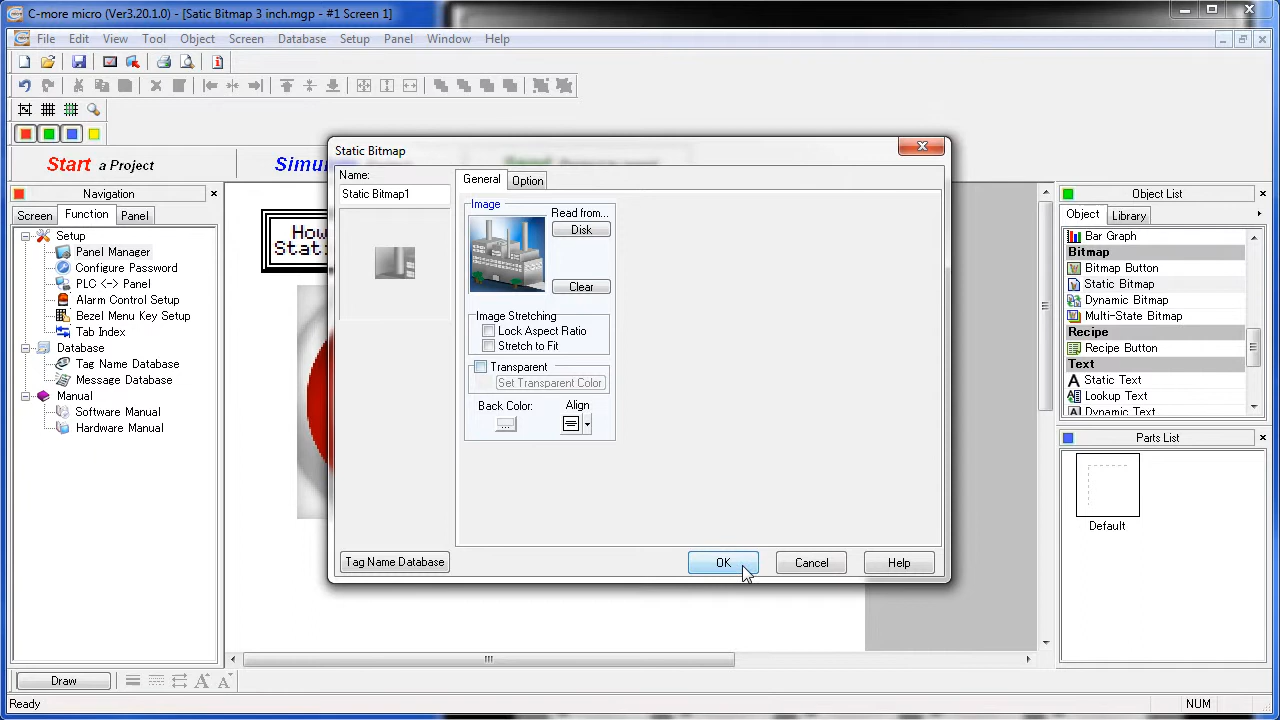 C-more micro (Ver3.20.1.0) - [Satic Bitmap 3 inch.mgp - #1 Screen 1]
File Edit View Tool Object Screen Database Setup Panel Window Help
Start a Project
Navigation
Screen Function Panel
Setup
Panel Manager
Configure Password
PLC <-> Panel
Alarm Control Setup
Bezel Menu Key Setup
Tab Index
Database
Tag Name Database
Message Database
Manual
Software Manual
Hardware Manual
How
Stati
Static Bitmap
Name:
Static Bitmap1
General Option
Image
Read from...
Disk
Clear
Image Stretching
Lock Aspect Ratio
Stretch to Fit
Transparent
Set Transparent Color
Back Color:
Align
...
Tag Name Database
OK Cancel Help
Object List
Object Library
Bar Graph
Bitmap
Bitmap Button
Static Bitmap
Dynamic Bitmap
Multi-State Bitmap
Recipe
Recipe Button
Text
Static Text
Lookup Text
Dynamic Text
Parts List
Default
Draw
Ready
NUM